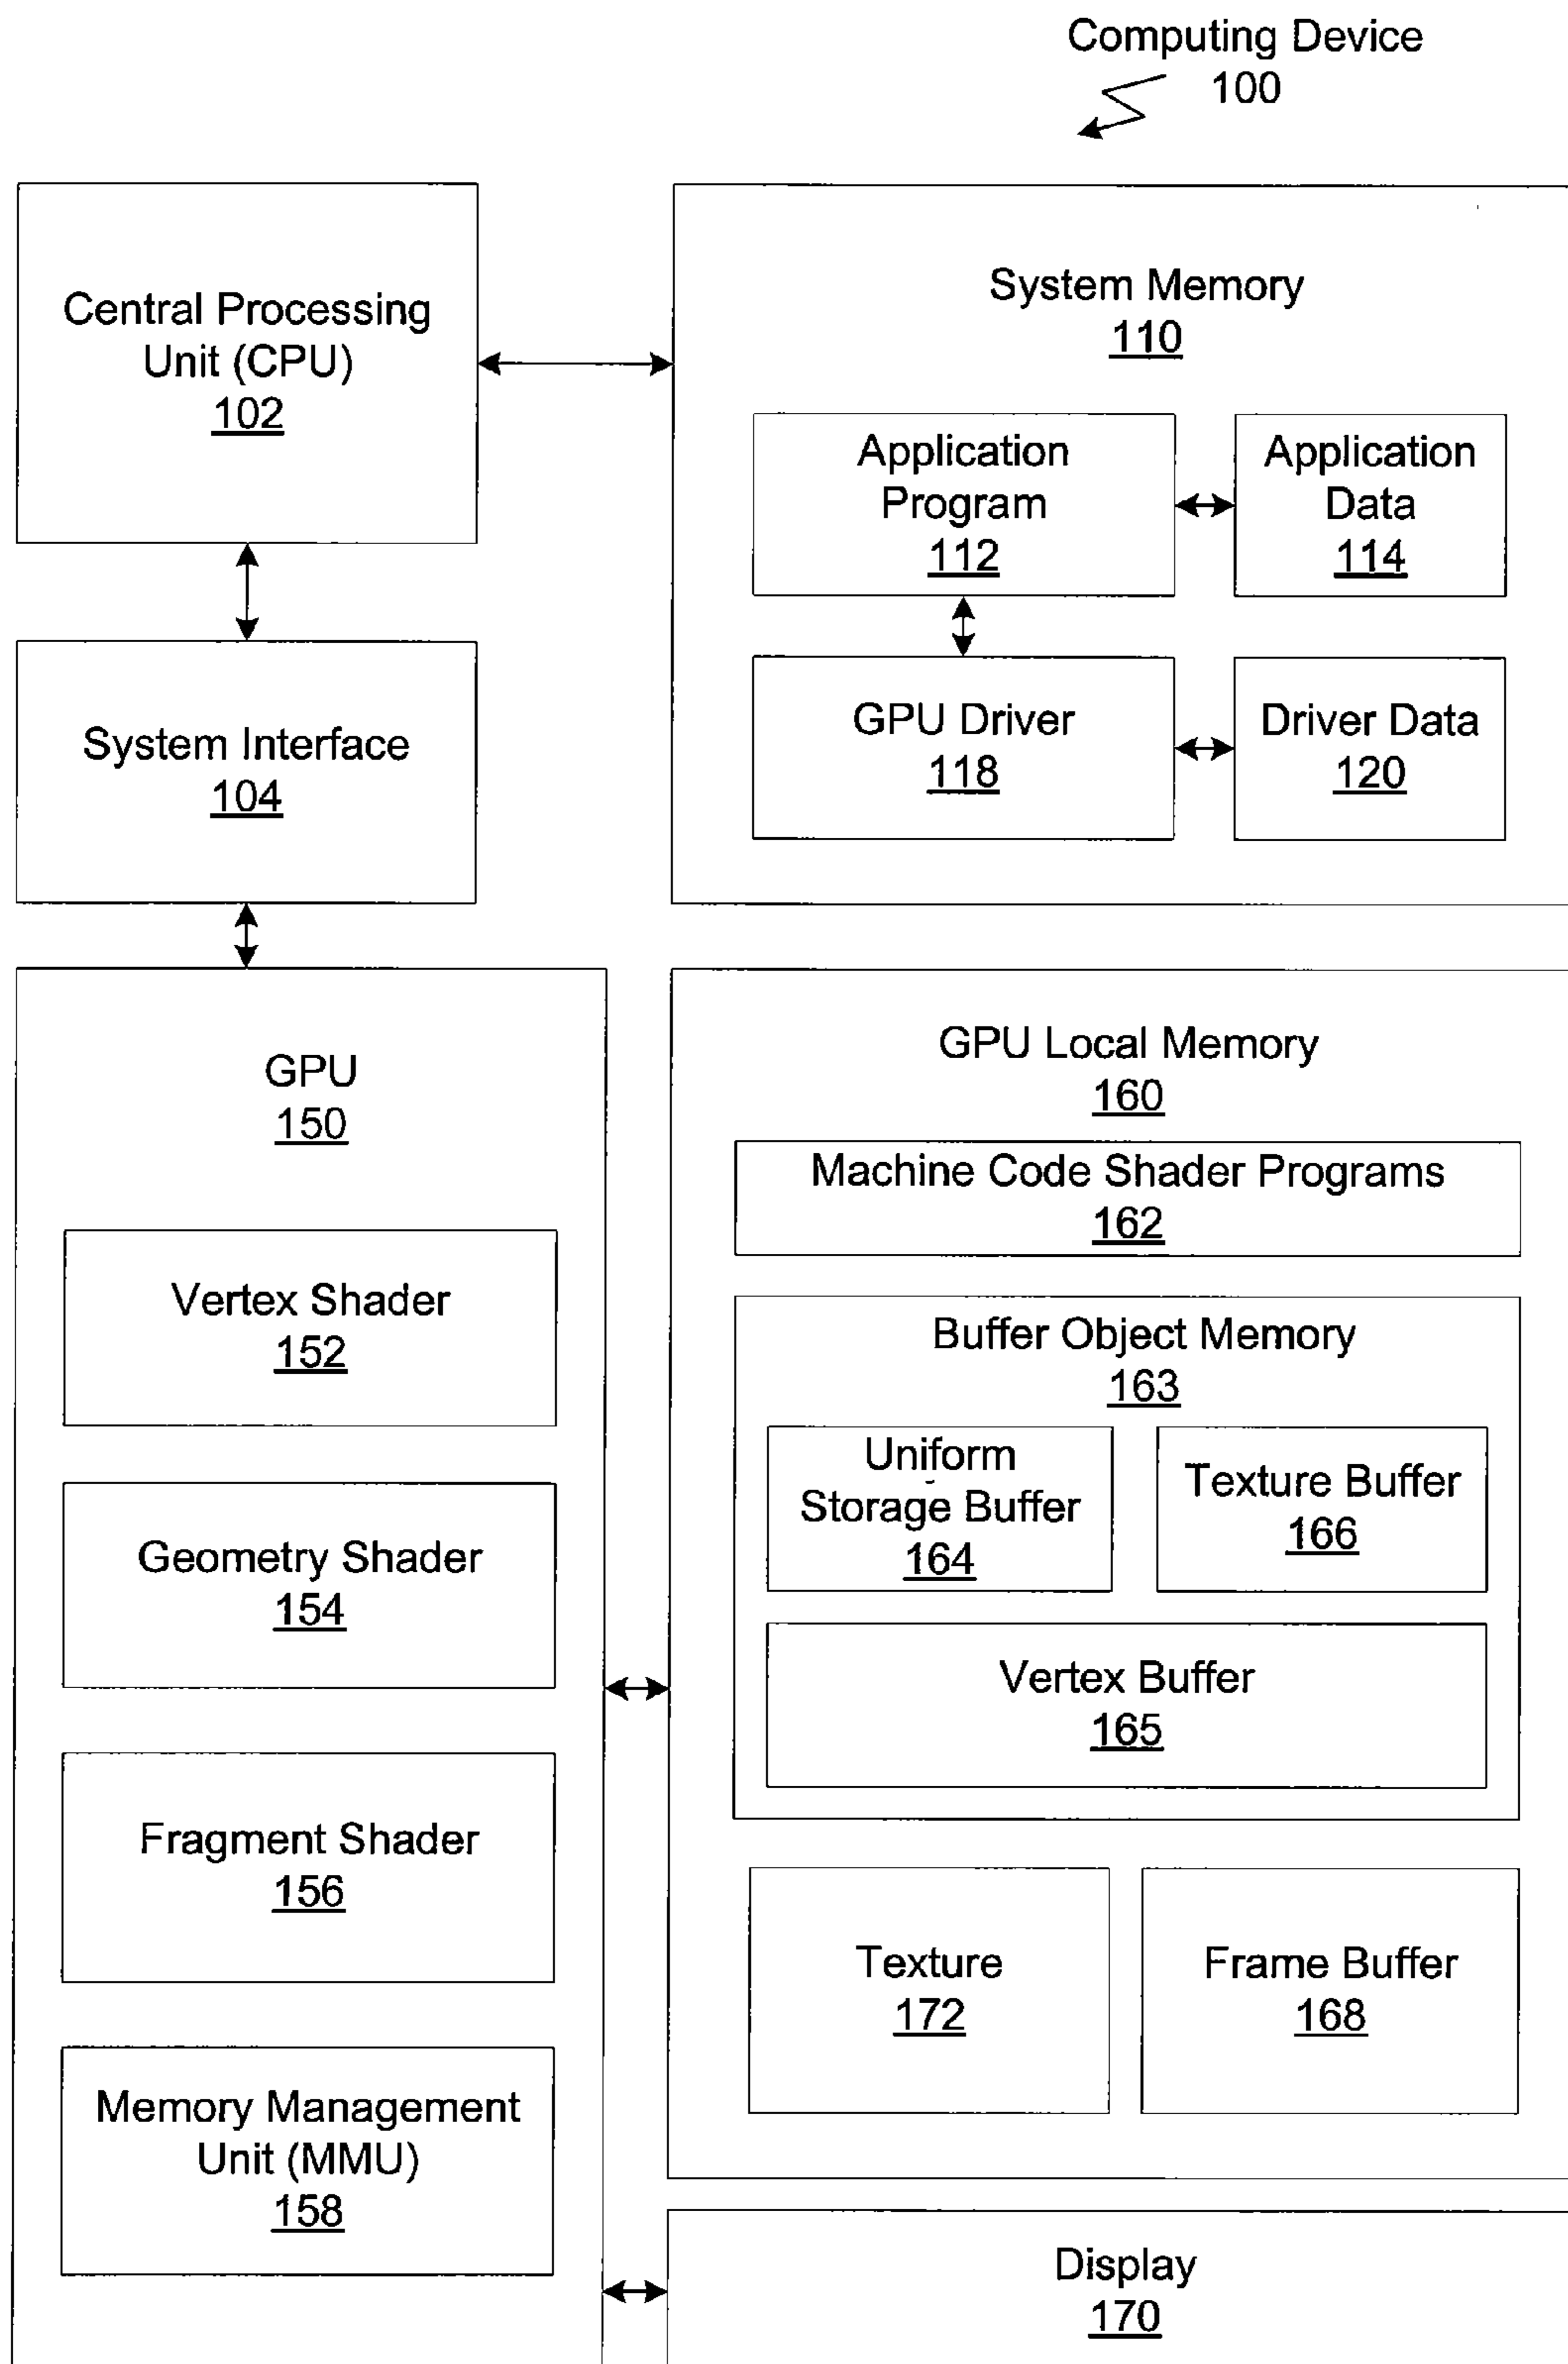 Computing Device
100
Central Processing
Unit (CPU)
102
System Memory
110
Application
Program
112
Application
Data
114
System Interface
104
GPU Driver
118
Driver Data
120
GPU
150
Vertex Shader
152
Geometry Shader
154
Fragment Shader
156
Memory Management
Unit (MMU)
158
GPU Local Memory
160
Machine Code Shader Programs
162
Buffer Object Memory
163
Uniform
Storage Buffer
164
Texture Buffer
166
Vertex Buffer
165
Texture
172
Frame Buffer
168
Display
170